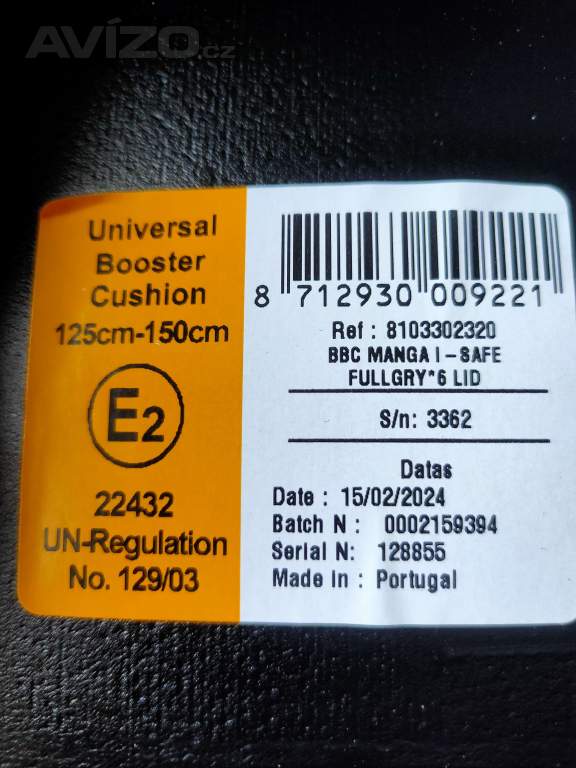 AVÍZO.cz
Universal
Booster
Cushion
125cm-150cm
E2
22432
UN-Regulation
No. 129/03
8 712930 009221
Ref : 8103302320
BBC MANGA I-SAFE
FULLGRY*6 LID
S/n: 3362
Datas
Date : 15/02/2024
Batch N : 0002159394
Serial N: 128855
Made in : Portugal